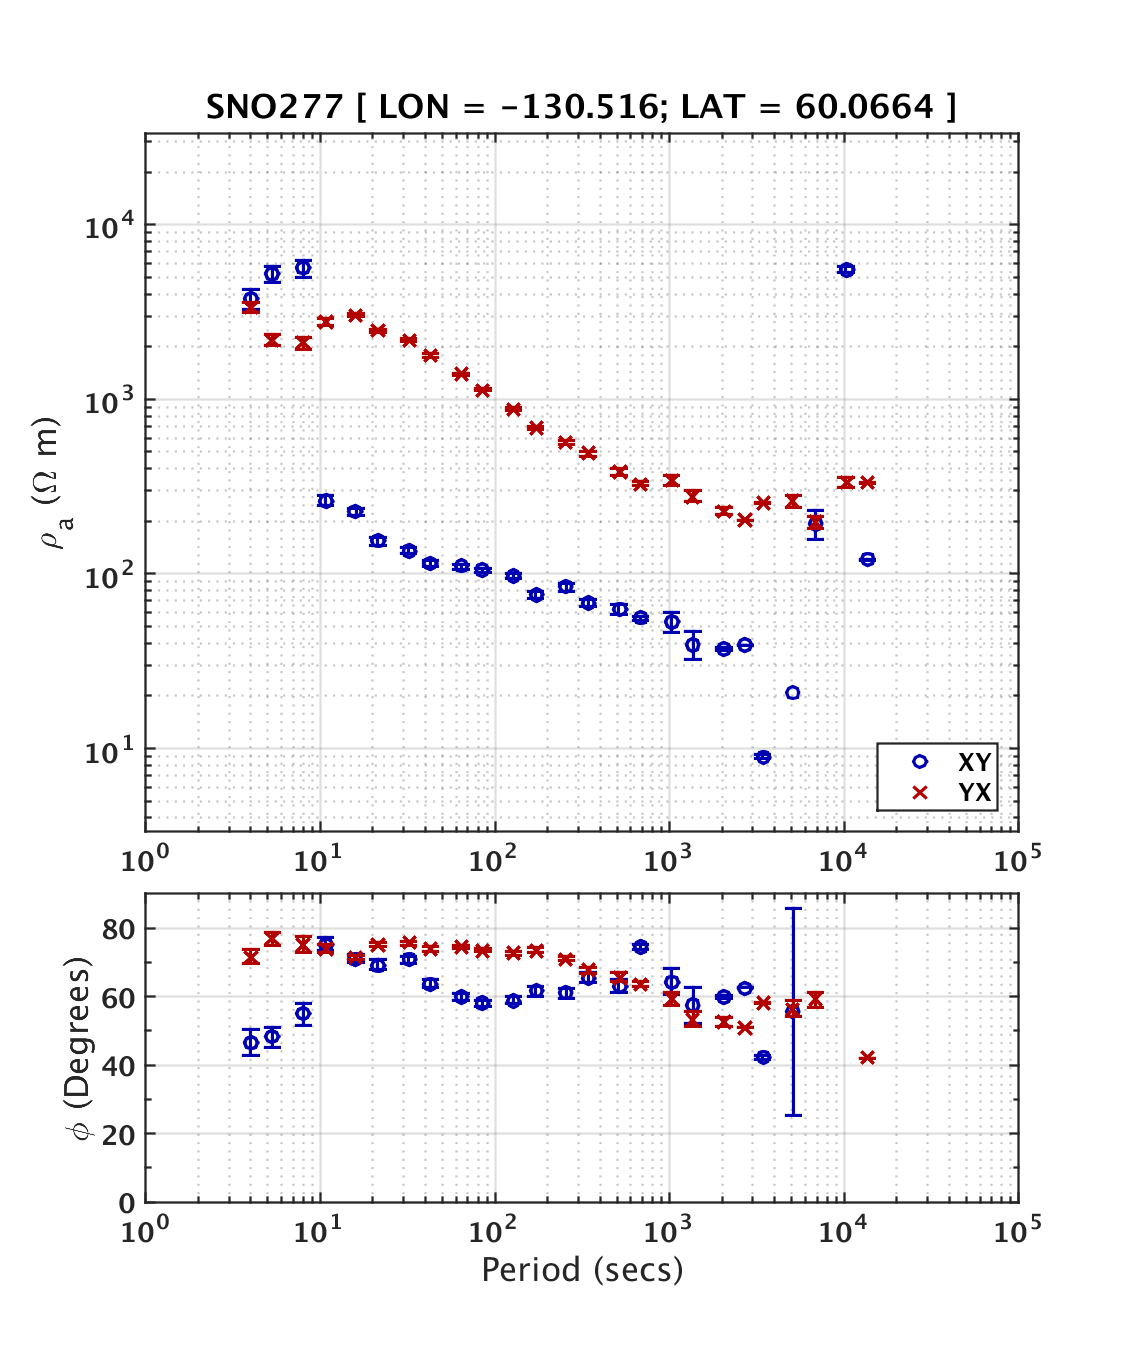 SNO277 [ LON = -130.516; LAT = 60.0664 ]
10^4
10^3
10^2
10^1
ρ_a (Ω m)
XY
YX
10^0 10^1 10^2 10^3 10^4 10^5
80
60
40
20
0
ϕ (Degrees)
10^0 10^1 10^2 10^3 10^4 10^5
Period (secs)